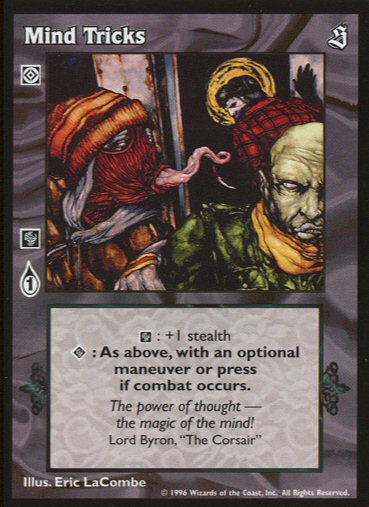 Mind Tricks
S
1
: +1 stealth
: As above, with an optional
maneuver or press
if combat occurs.
The power of thought —
the magic of the mind!
Lord Byron, "The Corsair"
Illus. Eric LaCombe
© 1996 Wizards of the Coast, Inc. All Rights Reserved.